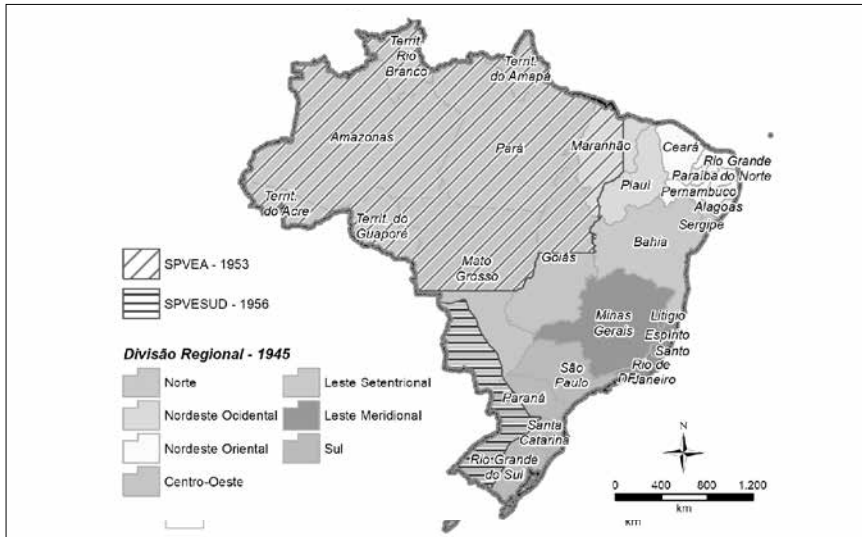 Territ.
Rio
Branco
Territ.
do Amapá
Amazonas
Pará
Maranhão
Ceará
Rio Grande
do Norte
Paraíba
Piauí
Pernambuco
Alagoas
Sergipe
Territ.
do Acre
Territ. do
Guaporé
Bahia
Mato
Grosso
Goiás
SPVEA - 1953
SPVESUD - 1956
Minas
Gerais
Litígio
Espírito
Santo
Rio de
Janeiro
DF
São
Paulo
Paraná
Santa
Catarina
Rio Grande
do Sul
Divisão Regional - 1945
Norte
Leste Setentrional
Nordeste Ocidental
Leste Meridional
Nordeste Oriental
Sul
Centro-Oeste
N
0 400 800 1.200
km
km